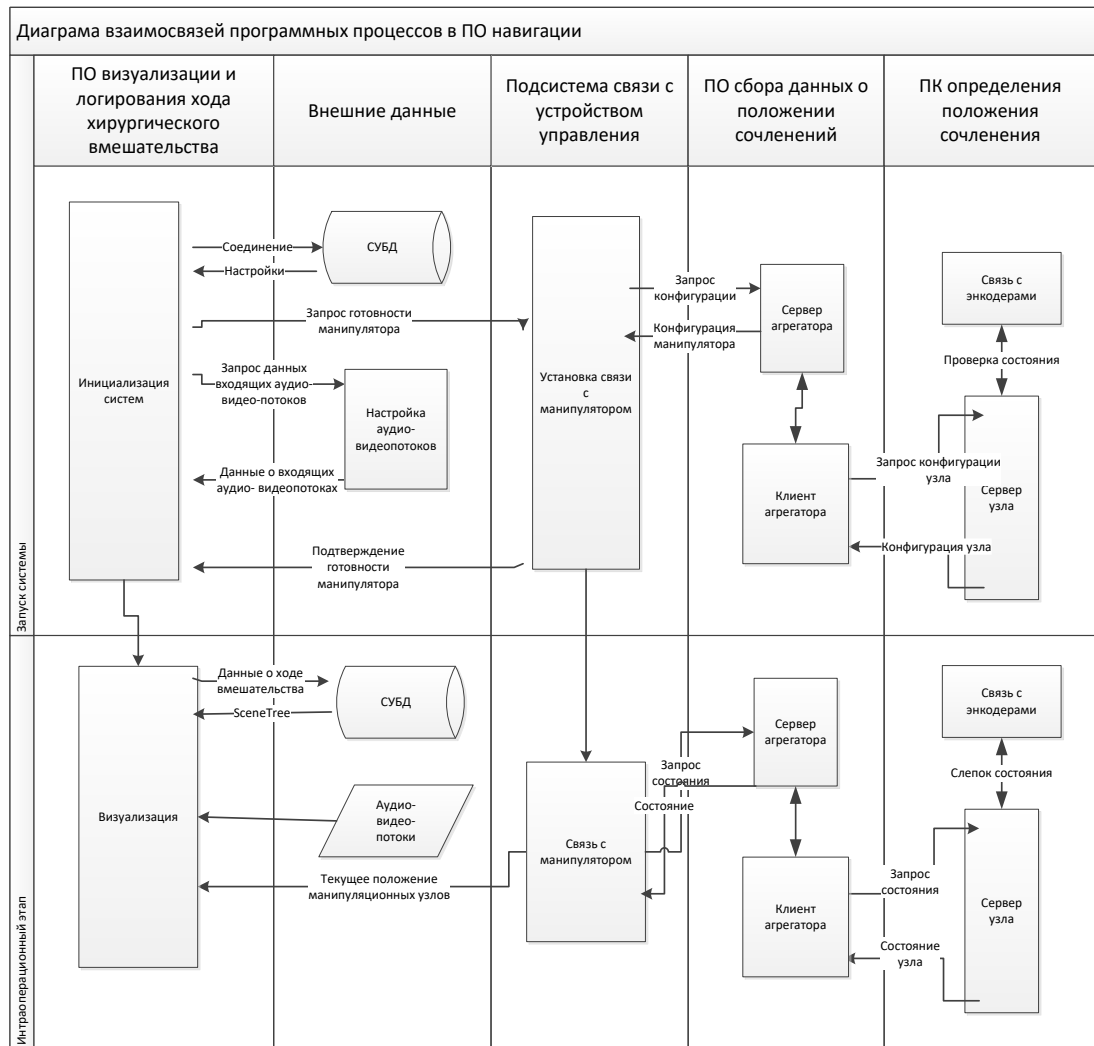 Диаграма взаимосвязей программных процессов в ПО навигации
ПО визуализации и
логирования хода
хирургического
вмешательства
Внешние данные
Подсистема связи с
устройством
управления
ПО сбора данных о
положении
сочленений
ПК определения
положения
сочленения
Запуск системы
Инициализация
систем
Соединение
Настройки
СУБД
Запрос готовности
манипулятора
Запрос данных
входящих аудио-
видео-потоков
Настройка
аудио-
видеопотоков
Данные о входящих
аудио- видеопотоках
Подтверждение
готовности
манипулятора
Установка связи
с
манипулятором
Запрос
конфигурации
Конфигурация
манипулятора
Сервер
агрегатора
Клиент
агрегатора
Связь с
энкодерами
Проверка состояния
Запрос конфигурации
узла
Сервер
узла
Конфигурация узла
Интраоперационный этап
Визуализация
Данные о ходе
вмешательства
SceneTree
СУБД
Аудио-
видео-
потоки
Текущее положение
манипуляционных узлов
Связь с
манипулятором
Запрос
состояния
Состояние
Сервер
агрегатора
Клиент
агрегатора
Связь с
энкодерами
Слепок состояния
Запрос
состояния
Сервер
узла
Состояние
узла